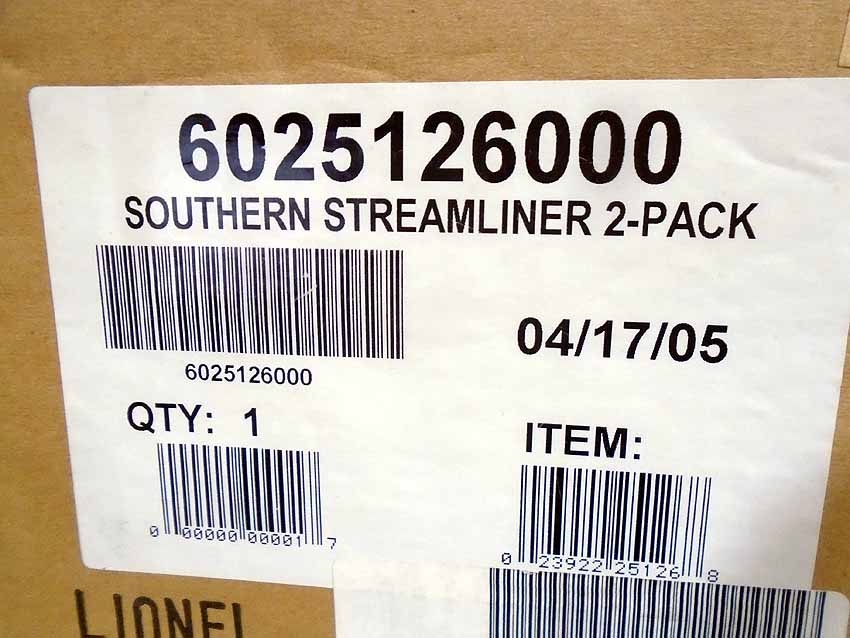 6025126000
SOUTHERN STREAMLINER 2-PACK
6025126000
04/17/05
QTY: 1
ITEM:
0 00000 00001 7
0 23922 25126 8
LIONEL